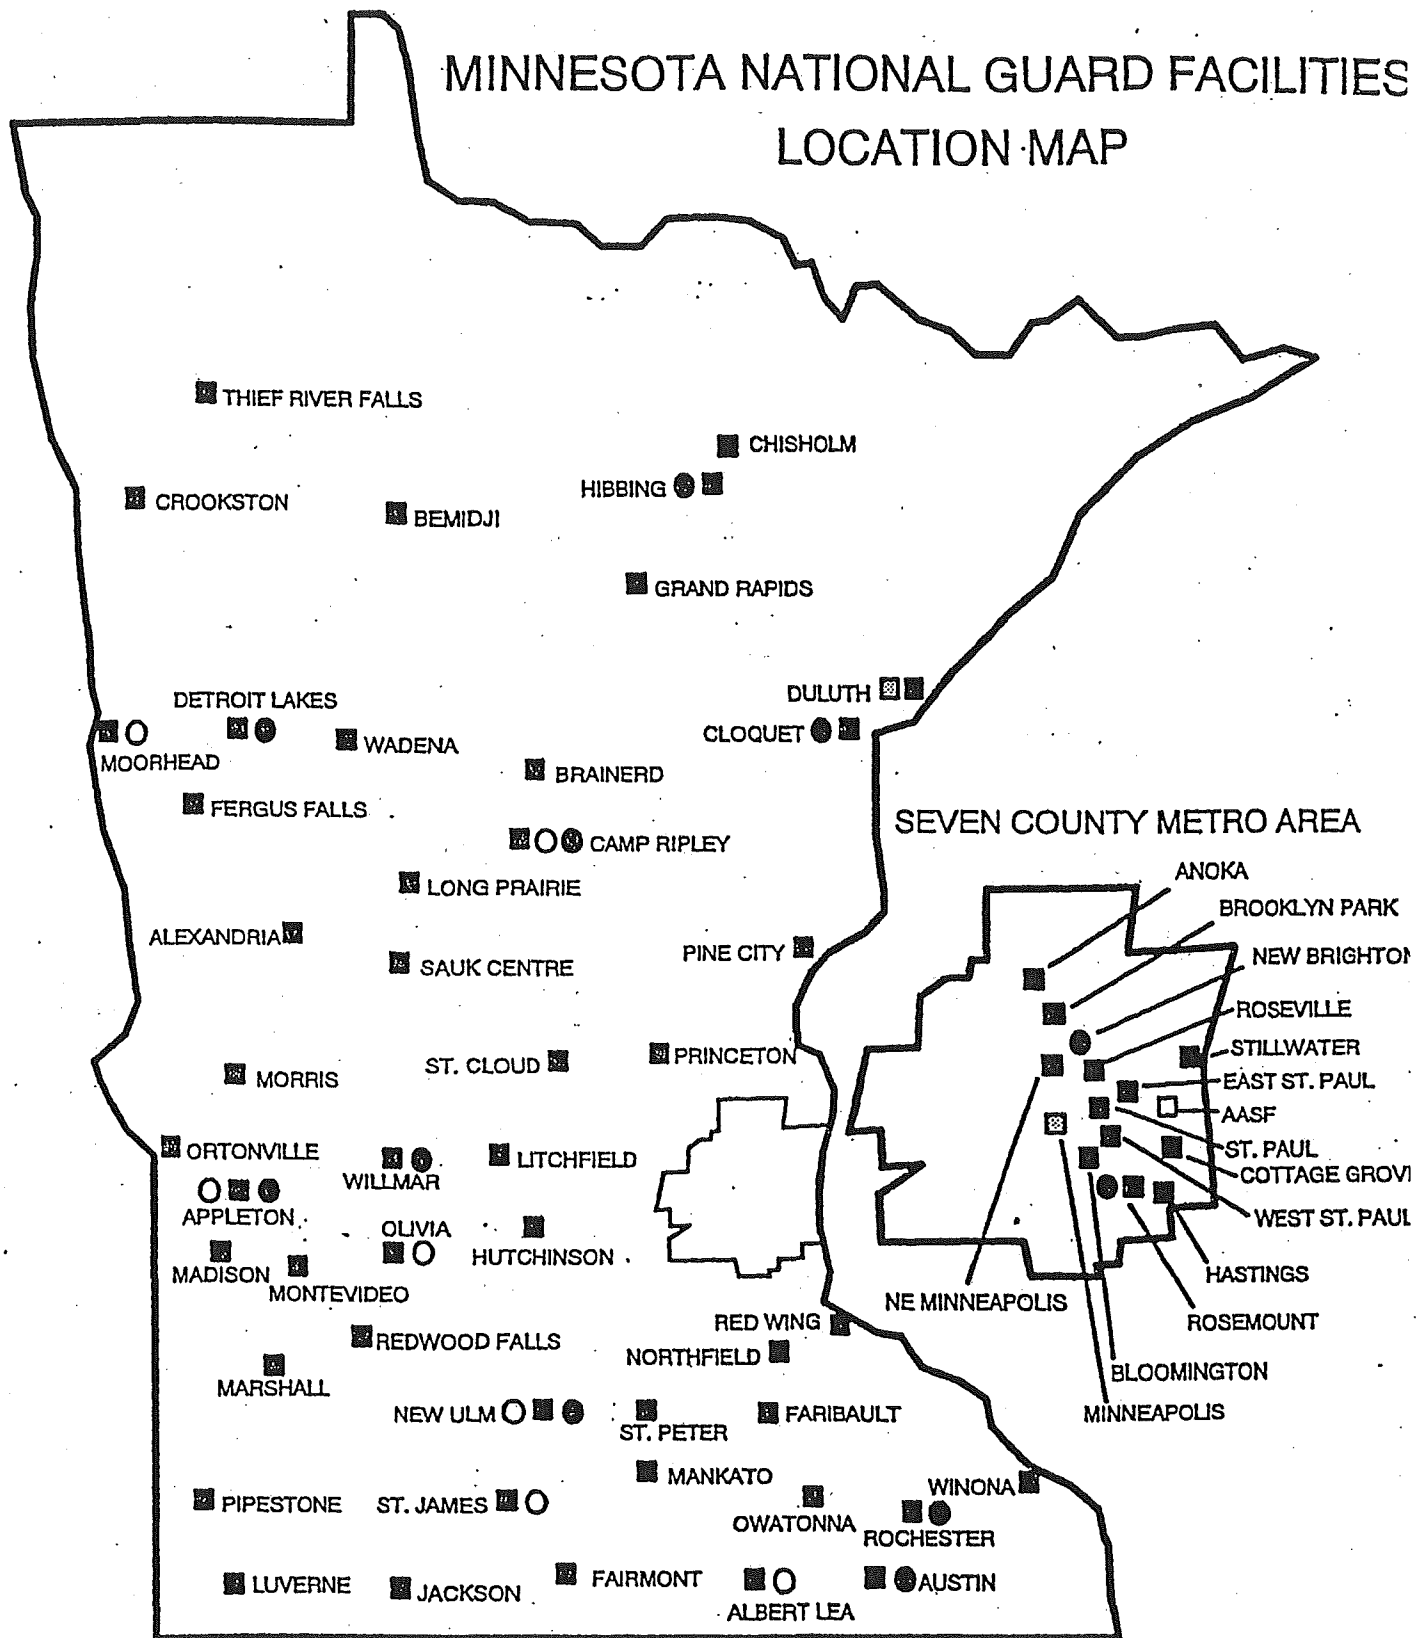 MINNESOTA NATIONAL GUARD FACILITIES
LOCATION MAP
THIEF RIVER FALLS
CHISHOLM
HIBBING
CROOKSTON
BEMIDJI
GRAND RAPIDS
DULUTH
DETROIT LAKES
CLOQUET
WADENA
MOORHEAD
BRAINERD
FERGUS FALLS
CAMP RIPLEY
LONG PRAIRIE
ALEXANDRIA
PINE CITY
SAUK CENTRE
ST. CLOUD
PRINCETON
MORRIS
ORTONVILLE
LITCHFIELD
WILLMAR
APPLETON
OLIVIA
HUTCHINSON
MADISON
MONTEVIDEO
RED WING
REDWOOD FALLS
NORTHFIELD
MARSHALL
NEW ULM
FARIBAULT
ST. PETER
MANKATO
WINONA
PIPESTONE
ST. JAMES
OWATONNA
ROCHESTER
LUVERNE
JACKSON
FAIRMONT
AUSTIN
ALBERT LEA
SEVEN COUNTY METRO AREA
ANOKA
BROOKLYN PARK
NEW BRIGHTON
ROSEVILLE
STILLWATER
EAST ST. PAUL
AASF
ST. PAUL
COTTAGE GROV
WEST ST. PAUL
HASTINGS
NE MINNEAPOLIS
ROSEMOUNT
BLOOMINGTON
MINNEAPOLIS